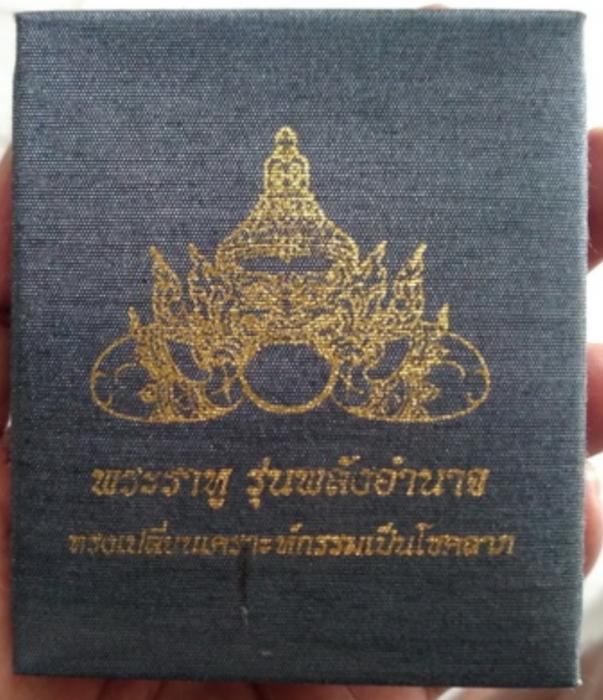 พระราหู รุ่นพลังอำนาจ
ทรงเปลี่ยนเคราะห์กรรมเป็นโชคลาภ